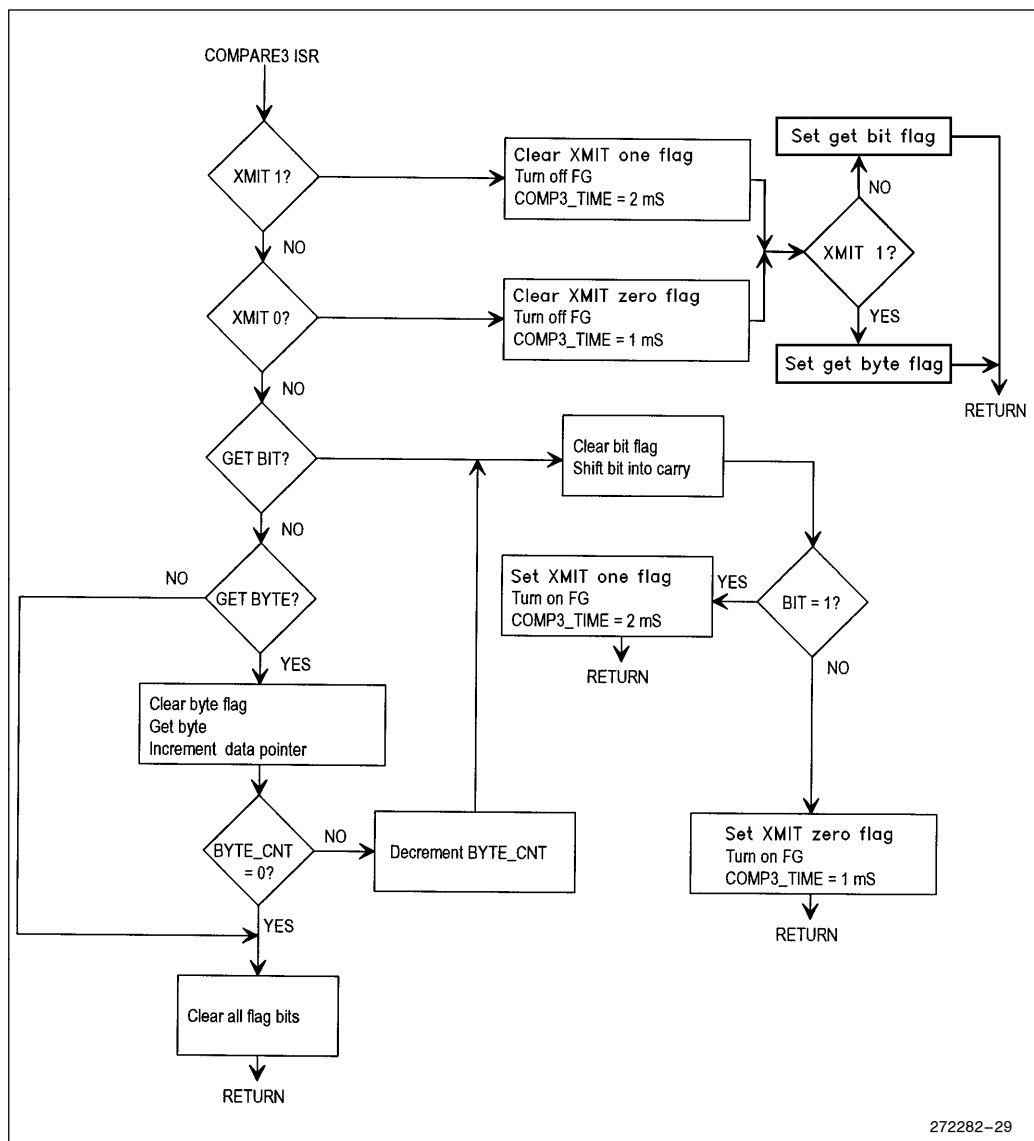 COMPARE3 ISR
XMIT 1?
Clear XMIT one flag
Turn off FG
COMP3_TIME = 2 mS
Set get bit flag
NO
XMIT 1?
YES
Set get byte flag
RETURN
NO
XMIT 0?
Clear XMIT zero flag
Turn off FG
COMP3_TIME = 1 mS
NO
GET BIT?
Clear bit flag
Shift bit into carry
NO
NO
GET BYTE?
YES
Set XMIT one flag
Turn on FG
COMP3_TIME = 2 mS
YES
BIT = 1?
RETURN
NO
Clear byte flag
Get byte
Increment data pointer
BYTE_CNT
= 0?
NO
Decrement BYTE_CNT
Set XMIT zero flag
Turn on FG
COMP3_TIME = 1 mS
RETURN
YES
Clear all flag bits
RETURN
272282-29